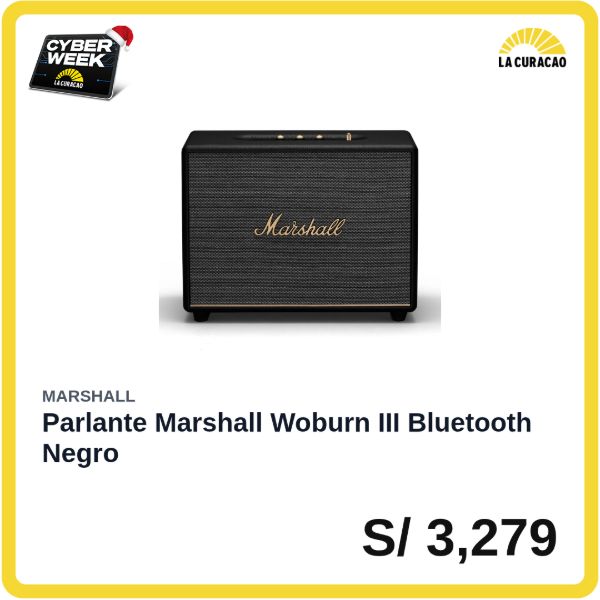 CYBER
WEEK
LA CURACAO
LA CURACAO
Marshall
MARSHALL
Parlante Marshall Woburn III Bluetooth
Negro
S/ 3,279